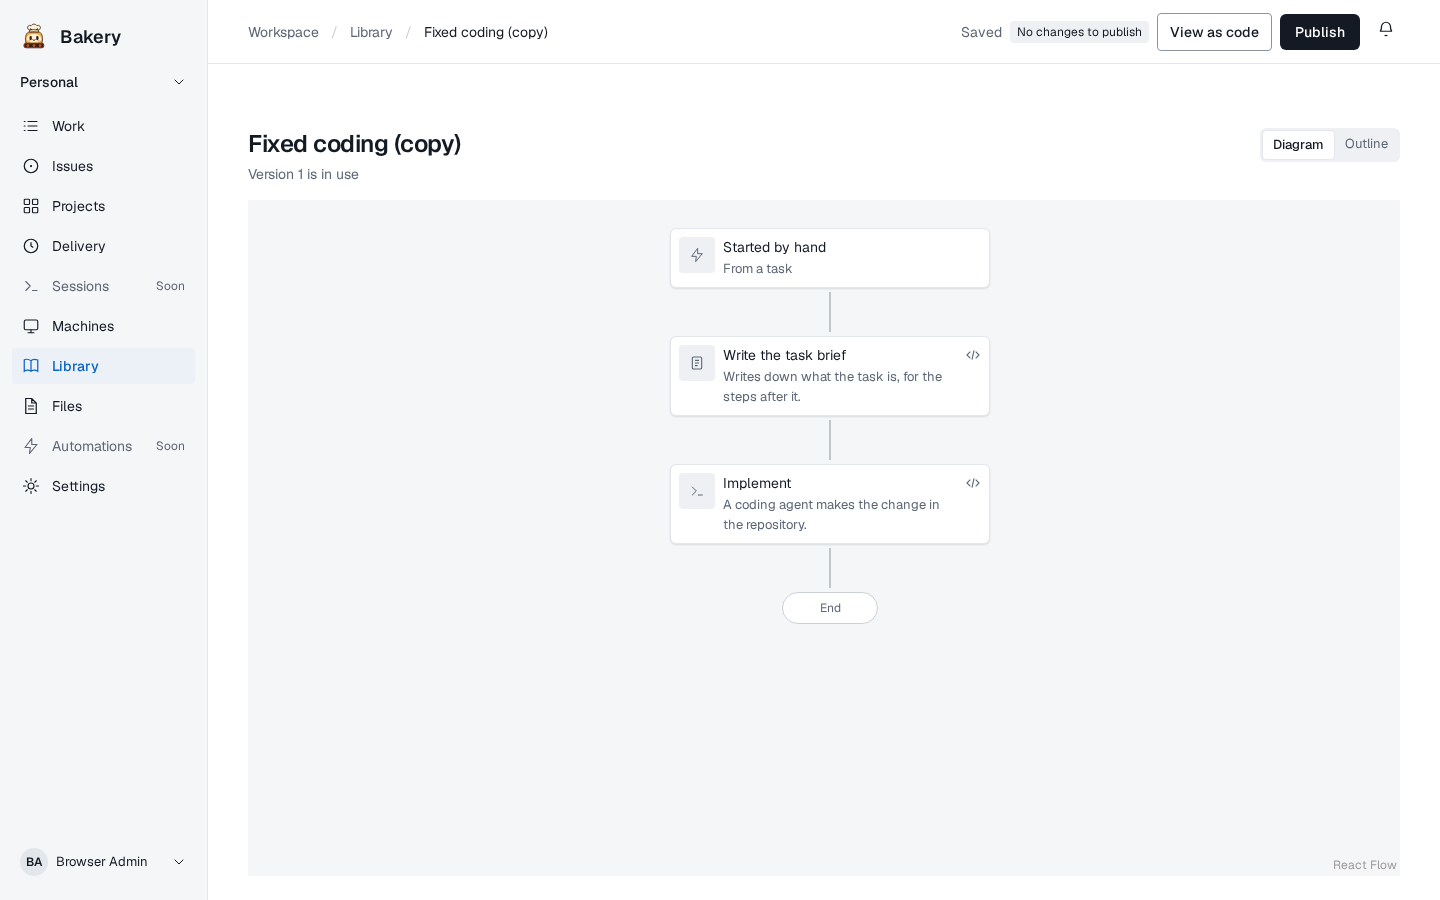 Bakery
Personal
Work
Issues
Projects
Delivery
Sessions Soon
Machines
Library
Files
Automations Soon
Settings
BA Browser Admin
Workspace / Library / Fixed coding (copy)
Saved No changes to publish View as code Publish
Fixed coding (copy)
Version 1 is in use
Diagram Outline
Started by hand
From a task
Write the task brief
Writes down what the task is, for the
steps after it.
Implement
A coding agent makes the change in
the repository.
End
React Flow